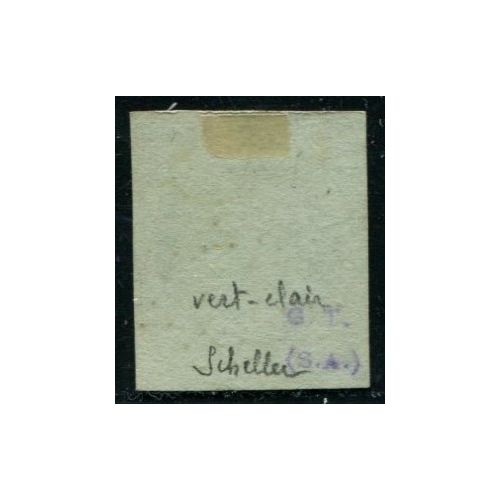 vert-clair
G. T.
Scheller (S.A.)